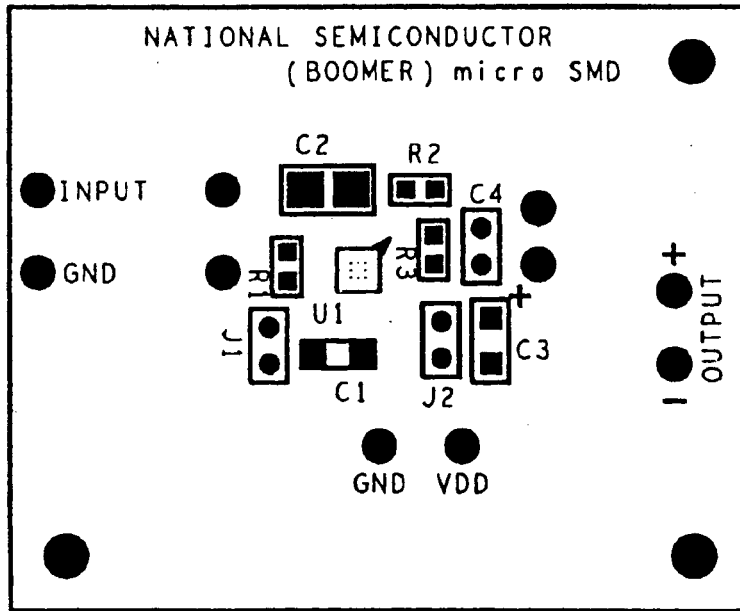 NATIONAL SEMICONDUCTOR
(BOOMER) micro SMD
C2
R2
C4
INPUT
GND
R1
R3
+
+
U1
J1
C1
J2
C3
OUTPUT
-
GND VDD